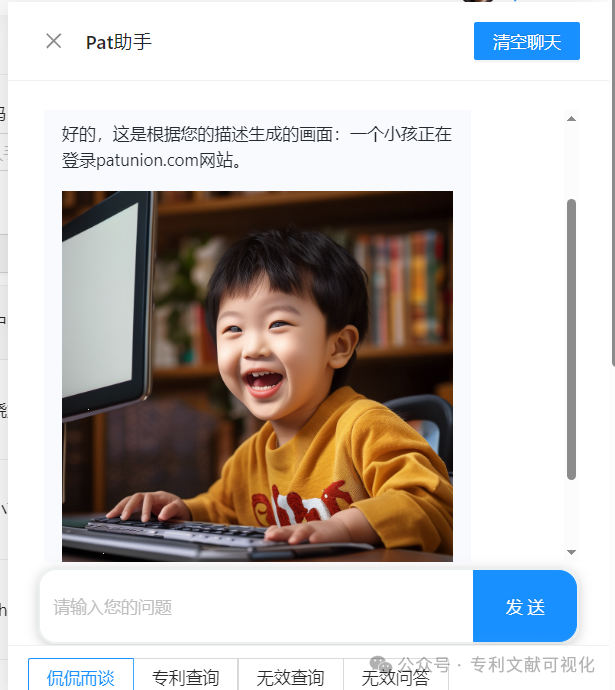 Pat助手
清空聊天
好的，这是根据您的描述生成的画面：一个小孩正在
登录patunion.com网站。
请输入您的问题
发送
侃侃而谈
专利查询
无效查询
无效问答
公众号 · 专利文献可视化